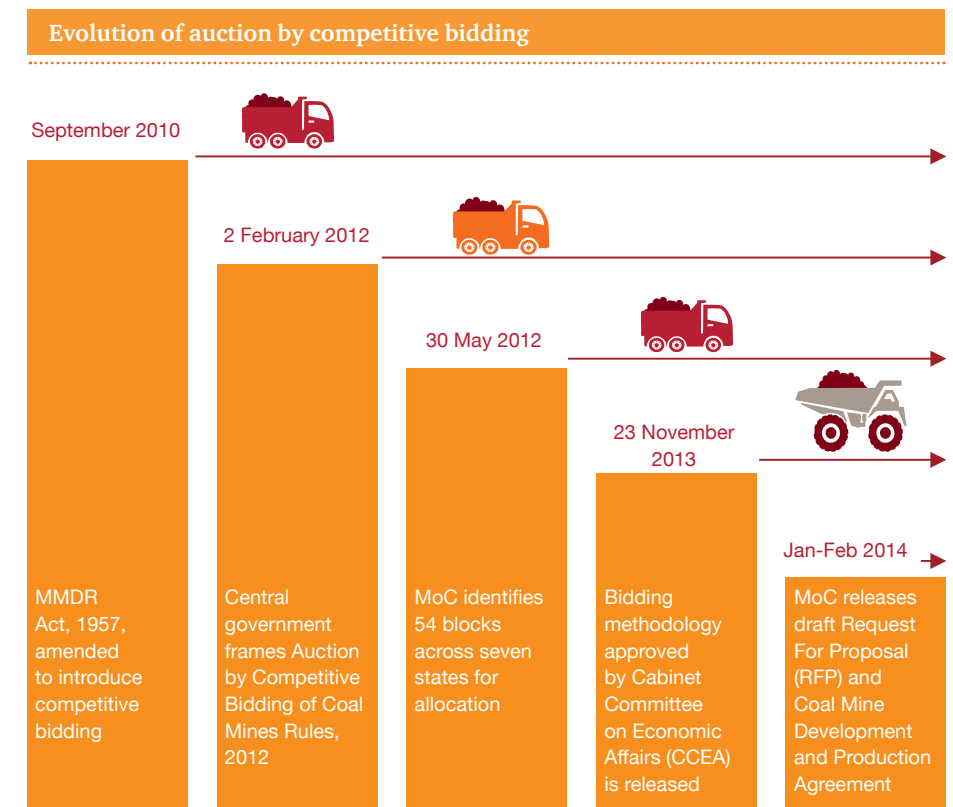 Evolution of auction by competitive bidding
September 2010
MMDR
Act, 1957,
amended
to introduce
competitive
bidding
2 February 2012
Central
government
frames Auction
by Competitive
Bidding of Coal
Mines Rules,
2012
30 May 2012
MoC identifies
54 blocks
across seven
states for
allocation
23 November
2013
Bidding
methodology
approved
by Cabinet
Committee
on Economic
Affairs (CCEA)
is released
Jan-Feb 2014
MoC releases
draft Request
For Proposal
(RFP) and
Coal Mine
Development
and Production
Agreement